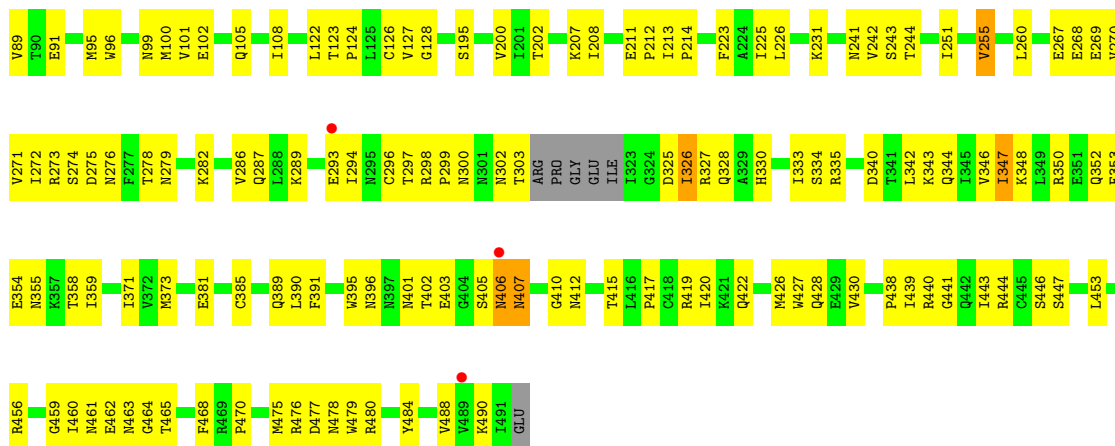 V89 T90 E91 M95 W96 N99 M100 V101 E102 Q105 I108 L122 T123 P124 L125 C126 V127 G128 S195 V200 I201 T202 K207 I208 E211 P212 I213 P214 F223 A224 I225 L226 K231 N241 V242 S243 T244 I251 V255 L260 E267 E268 E269 V270
V271 I272 R273 S274 D275 N276 F277 T278 N279 K282 V286 Q287 L288 K289 E293 I294 N295 C296 T297 R298 P299 N300 N301 N302 T303 ARG PRO GLY GLU ILE I323 G324 D325 I326 R327 Q328 A329 H330 I333 S334 R335 D340 T341 L342 K343 Q344 I345 V346 I347 K348 L349 R350 E351 Q352
E354 N355 K357 T358 I359 I371 V372 M373 E381 C385 Q389 L390 F391 W395 N396 N397 N401 T402 E403 G404 S405 N406 N407 G410 N412 T415 L416 P417 C418 R419 I420 K421 Q422 M426 W427 Q428 E429 V430 P438 I439 R440 G441 Q442 I443 R444 C445 S446 S447 L453
R456 G459 I460 N461 E462 N463 G464 T465 F468 R469 P470 M475 R476 D477 N478 W479 R480 Y484 V488 V489 K490 I491 GLU